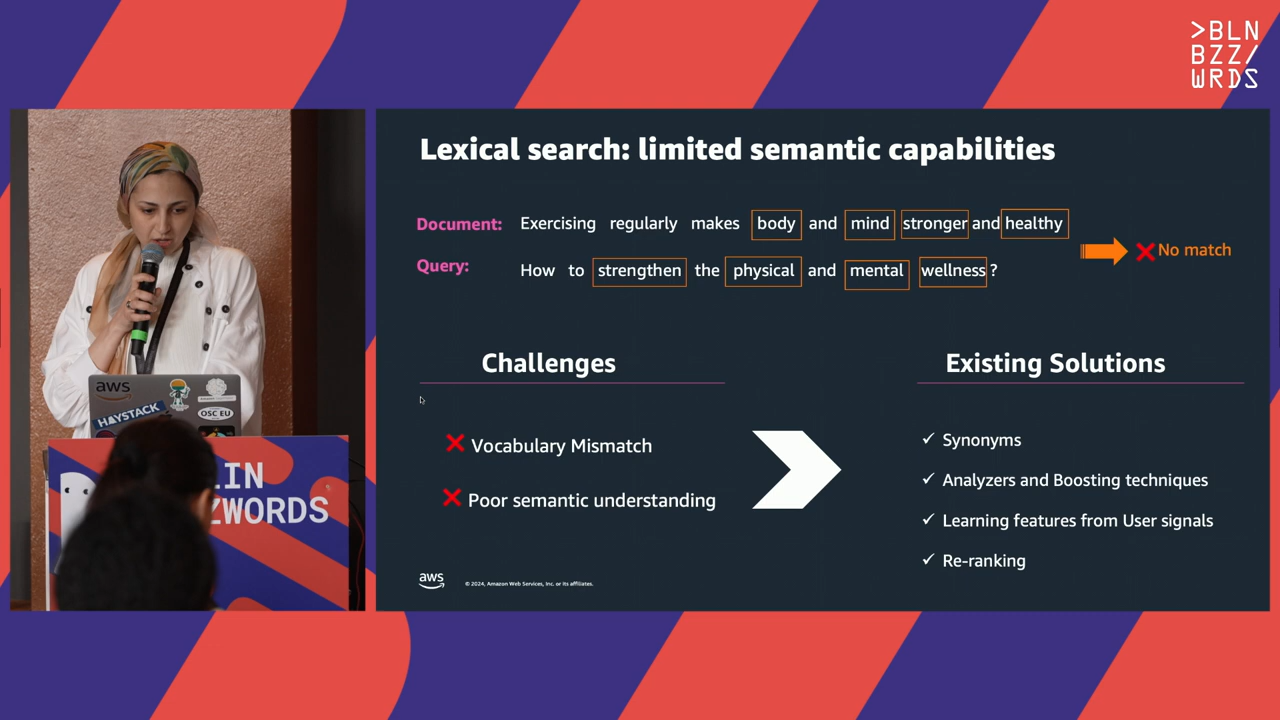 >BLN
BZZ/
WRDS
Lexical search: limited semantic capabilities
Document: Exercising regularly makes body and mind stronger and healthy
Query: How to strengthen the physical and mental wellness ?
No match
Challenges
Vocabulary Mismatch
Poor semantic understanding
Existing Solutions
Synonyms
Analyzers and Boosting techniques
Learning features from User signals
Re-ranking
aws
© 2024, Amazon Web Services, Inc. or its affiliates.
aws
HAYSTACK
OSC EU
LIN
ZWORDS